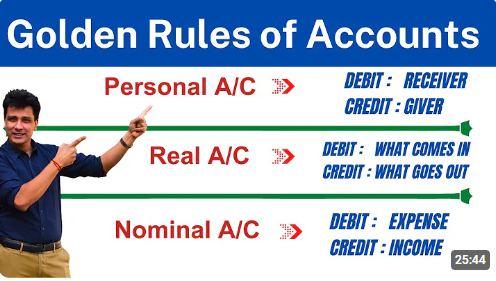 Golden Rules of Accounts
Personal A/C
DEBIT : RECEIVER
CREDIT : GIVER
Real A/C
DEBIT : WHAT COMES IN
CREDIT : WHAT GOES OUT
Nominal A/C
DEBIT : EXPENSE
CREDIT : INCOME
25:44